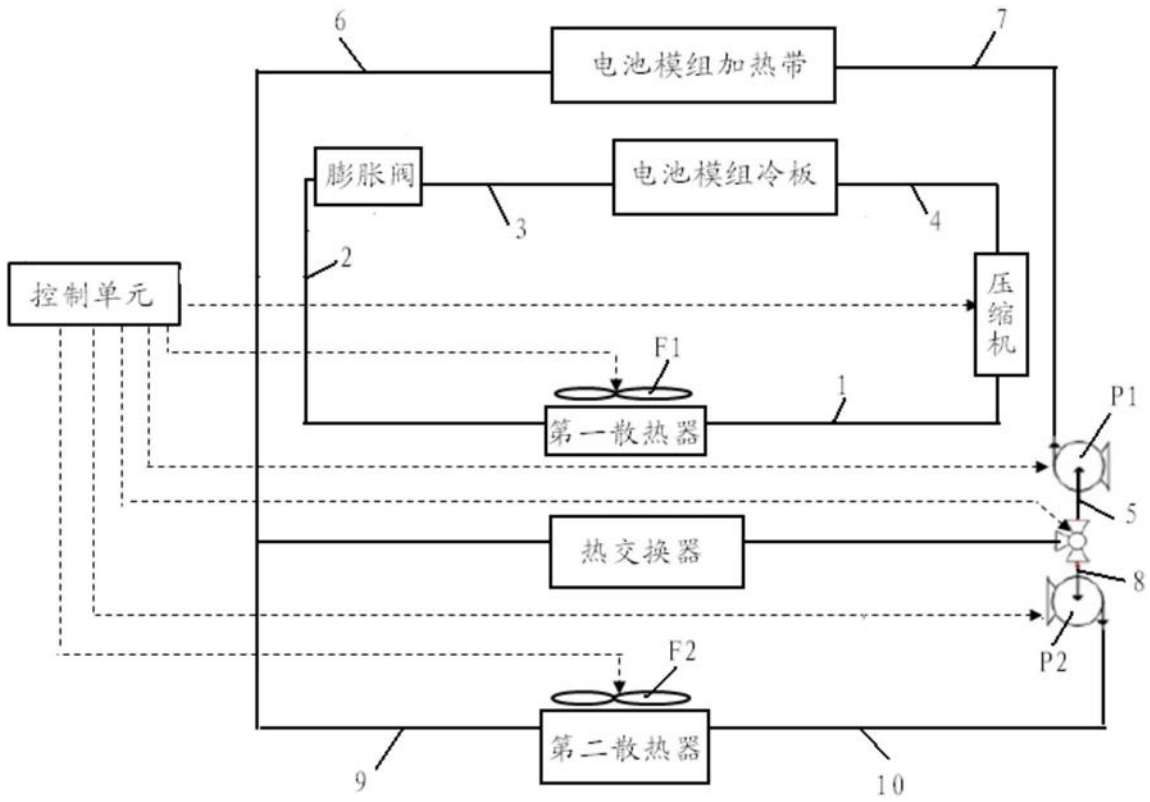 6
7
电池模组加热带
膨胀阀
电池模组冷板
3
4
2
控制单元
压缩机
F1
1
P1
第一散热器
5
热交换器
8
F2
P2
第二散热器
9
10